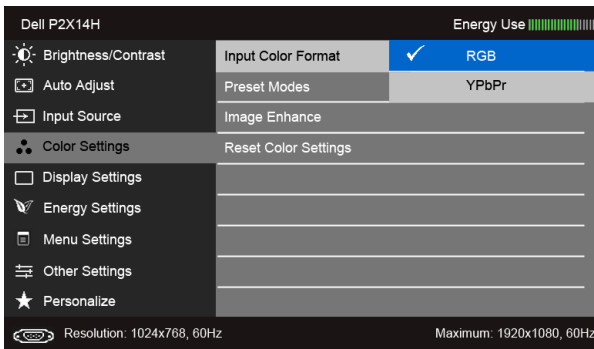 Dell P2X14H Energy Use
Brightness/Contrast Input Color Format RGB
Auto Adjust Preset Modes YPbPr
Input Source Image Enhance
Color Settings Reset Color Settings
Display Settings
Energy Settings
Menu Settings
Other Settings
Personalize
Resolution: 1024x768, 60Hz Maximum: 1920x1080, 60Hz